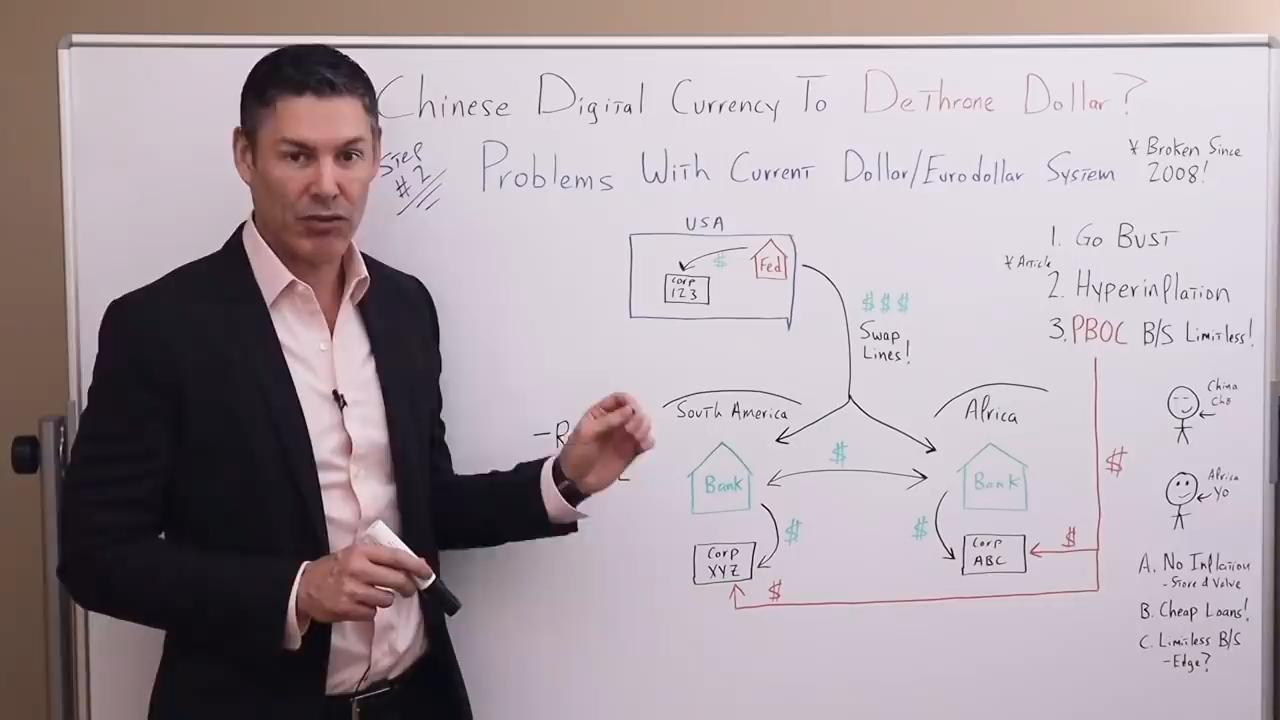 Chinese Digital Currency To Dethrone Dollar?
Step
#2
Problems With Current Dollar/Eurodollar System
* Broken Since
2008!
USA
$
Fed
Corp
123
$ $ $
Swap
Lines!
1. Go Bust
* Article
2. Hyperinflation
3. PBOC B/S Limitless!
South America
Africa
Bank
$
Bank
$
$
Corp
XYZ
Corp
ABC
$
$
$
China
Africa
Yo
A. No Inflation
- Store of Value
B. Cheap Loans!
C. Limitless B/S
- Edge?